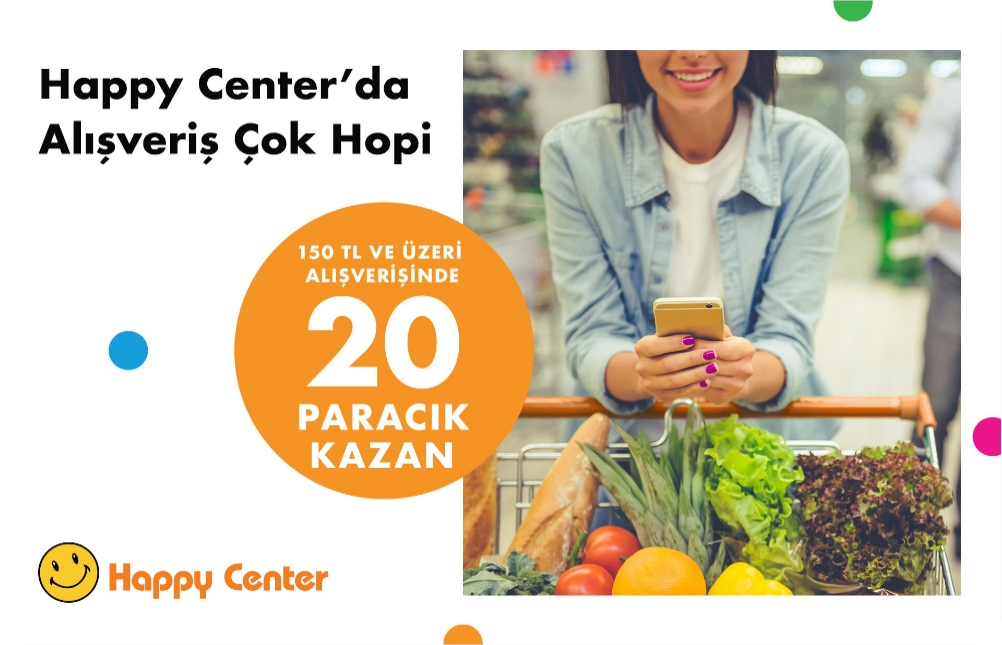 Happy Center’da
Alışveriş Çok Hopi
150 TL VE ÜZERİ
ALIŞVERİŞİNDE
20
PARACIK
KAZAN
Happy Center